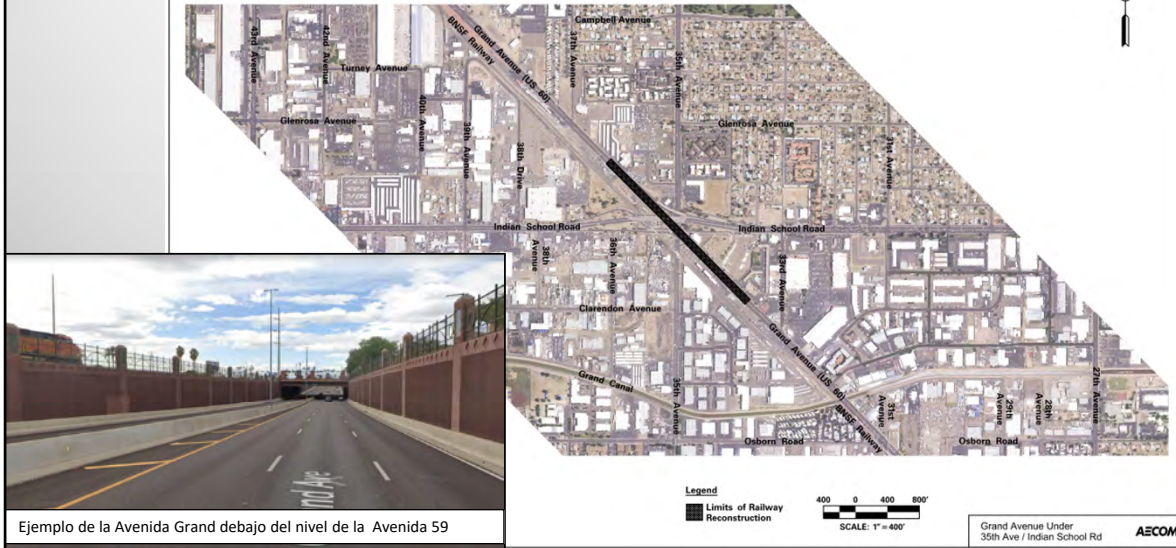 Campbell Avenue
43rd Avenue
42nd Avenue
BNSF Railway
Grand Avenue (US 60)
37th Avenue
35th Avenue
Turney Avenue
40th Avenue
39th Avenue
Glenrosa Avenue
Glenrosa Avenue
38th Drive
31st Avenue
Indian School Road
Indian School Road
38th Avenue
36th Avenue
33rd Avenue
Clarendon Avenue
Grand Avenue (US 60)
Grand Canal
35th Avenue
BNSF Railway
31st Avenue
29th Avenue
28th Avenue
27th Avenue
Osborn Road
Osborn Road
nd Ave
Ejemplo de la Avenida Grand debajo del nivel de la Avenida 59
Legend
Limits of Railway
Reconstruction
400 0 400 800'
SCALE: 1" = 400'
Grand Avenue Under
35th Ave / Indian School Rd
AECOM